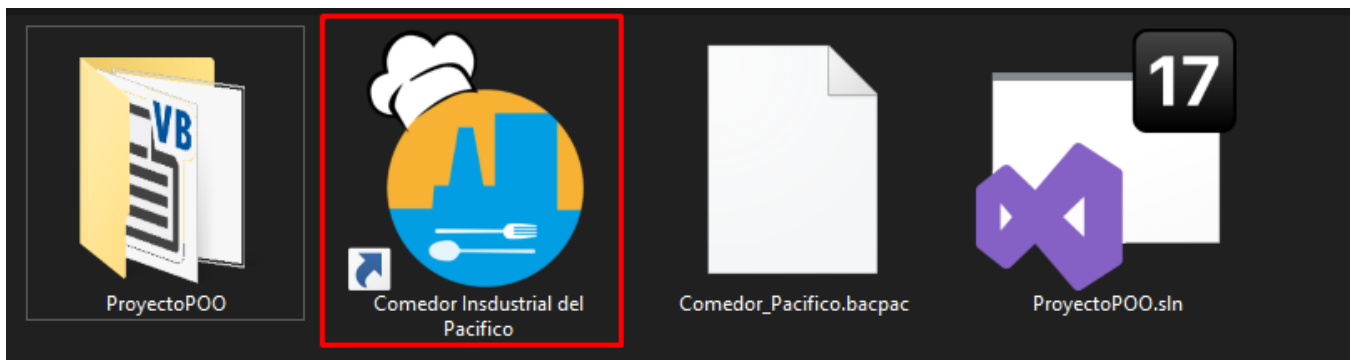 17
VB
ProyectoPOO
Comedor Insdustrial del
Pacifico
Comedor_Pacifico.bacpac
ProyectoPOO.sln